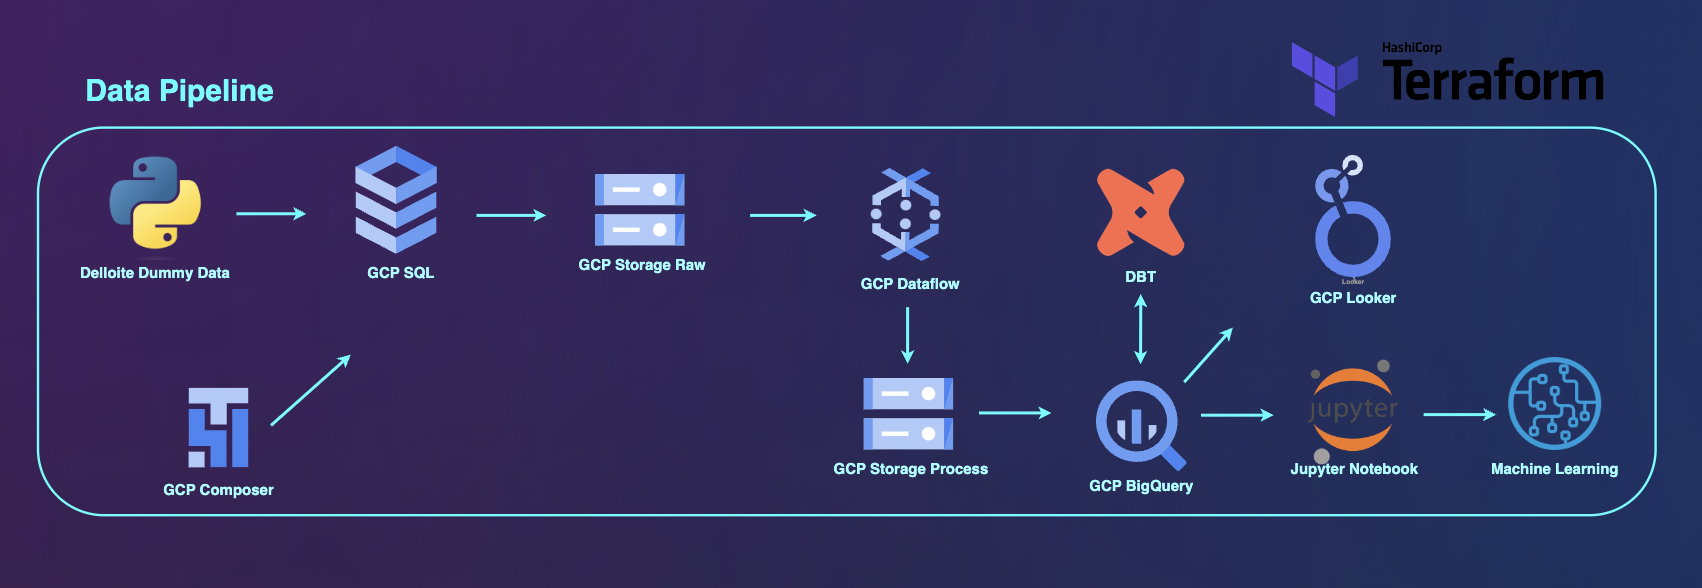 HashiCorp
Terraform
Data Pipeline
Delloite Dummy Data
GCP SQL
GCP Storage Raw
GCP Dataflow
DBT
Looker
GCP Looker
GCP Composer
GCP Storage Process
GCP BigQuery
jupyter
Jupyter Notebook
Machine Learning